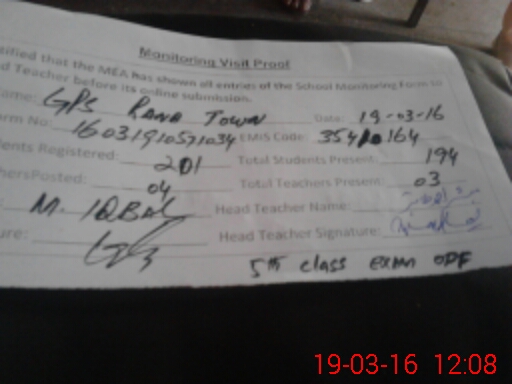 Monitoring Visit Proof
tified that the MEA has shown all entries of the School Monitoring Form to
d Teacher before its online submission.
ame: GPS RANA TOWN Date: 19-03-16
orm No: 16031910571034 EMIS Code: 35410164
ents Registered: 201 Total Students Present: 194
hersPosted: 04 Total Teachers Present: 03
M. IQBAL Head Teacher Name:
ure: Head Teacher Signature:
5th class exam OFF
19-03-16 12:08